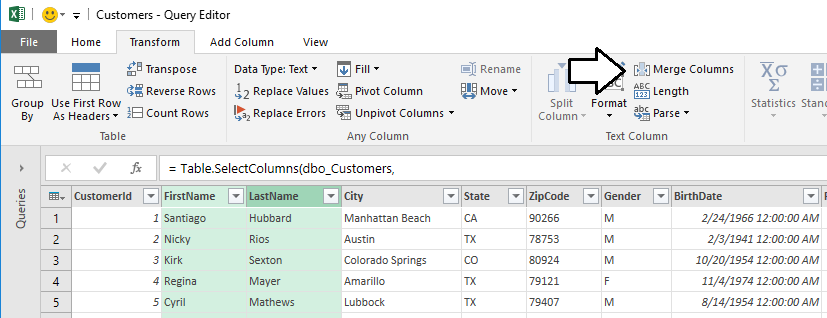 Customers - Query Editor
File Home Transform Add Column View
Group By
Use First Row As Headers
Transpose
Reverse Rows
Count Rows
Table
Data Type: Text
Replace Values
Replace Errors
Fill
Pivot Column
Unpivot Columns
Rename
Move
Any Column
Split Column
Format
Merge Columns
Length
Parse
Text Column
Statistics
= Table.SelectColumns(dbo_Customers,
Queries
CustomerId FirstName LastName City State ZipCode Gender BirthDate
1 1 Santiago Hubbard Manhattan Beach CA 90266 M 2/24/1966 12:00:00 AM
2 2 Nicky Rios Austin TX 78753 M 2/3/1941 12:00:00 AM
3 3 Kirk Sexton Colorado Springs CO 80924 M 10/20/1954 12:00:00 AM
4 4 Regina Mayer Amarillo TX 79121 F 11/4/1974 12:00:00 AM
5 5 Cyril Mathews Lubbock TX 79407 M 8/14/1954 12:00:00 AM